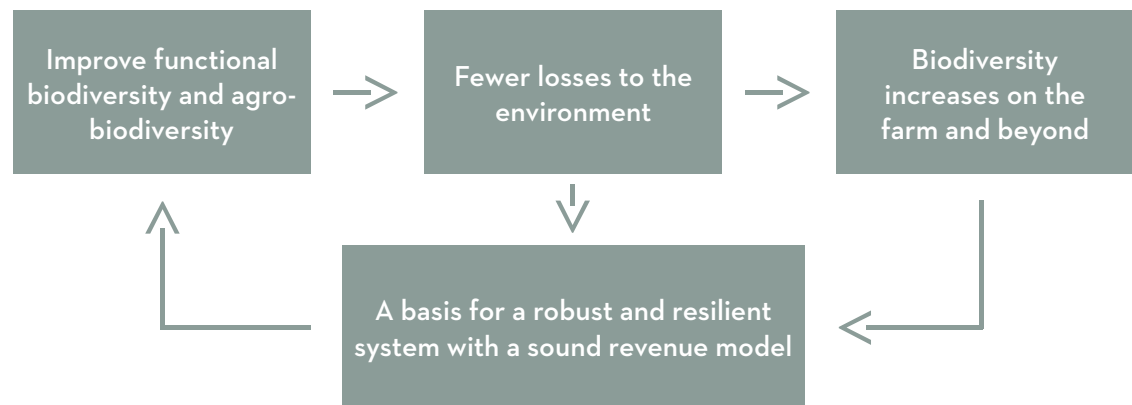 Improve functional
biodiversity and agro-
biodiversity
Fewer losses to the
environment
Biodiversity
increases on the
farm and beyond
A basis for a robust and resilient
system with a sound revenue model